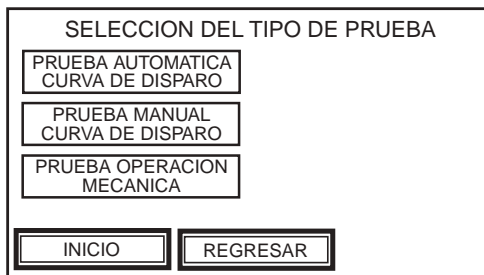 SELECCION DEL TIPO DE PRUEBA
PRUEBA AUTOMATICA
CURVA DE DISPARO
PRUEBA MANUAL
CURVA DE DISPARO
PRUEBA OPERACION
MECANICA
INICIO
REGRESAR